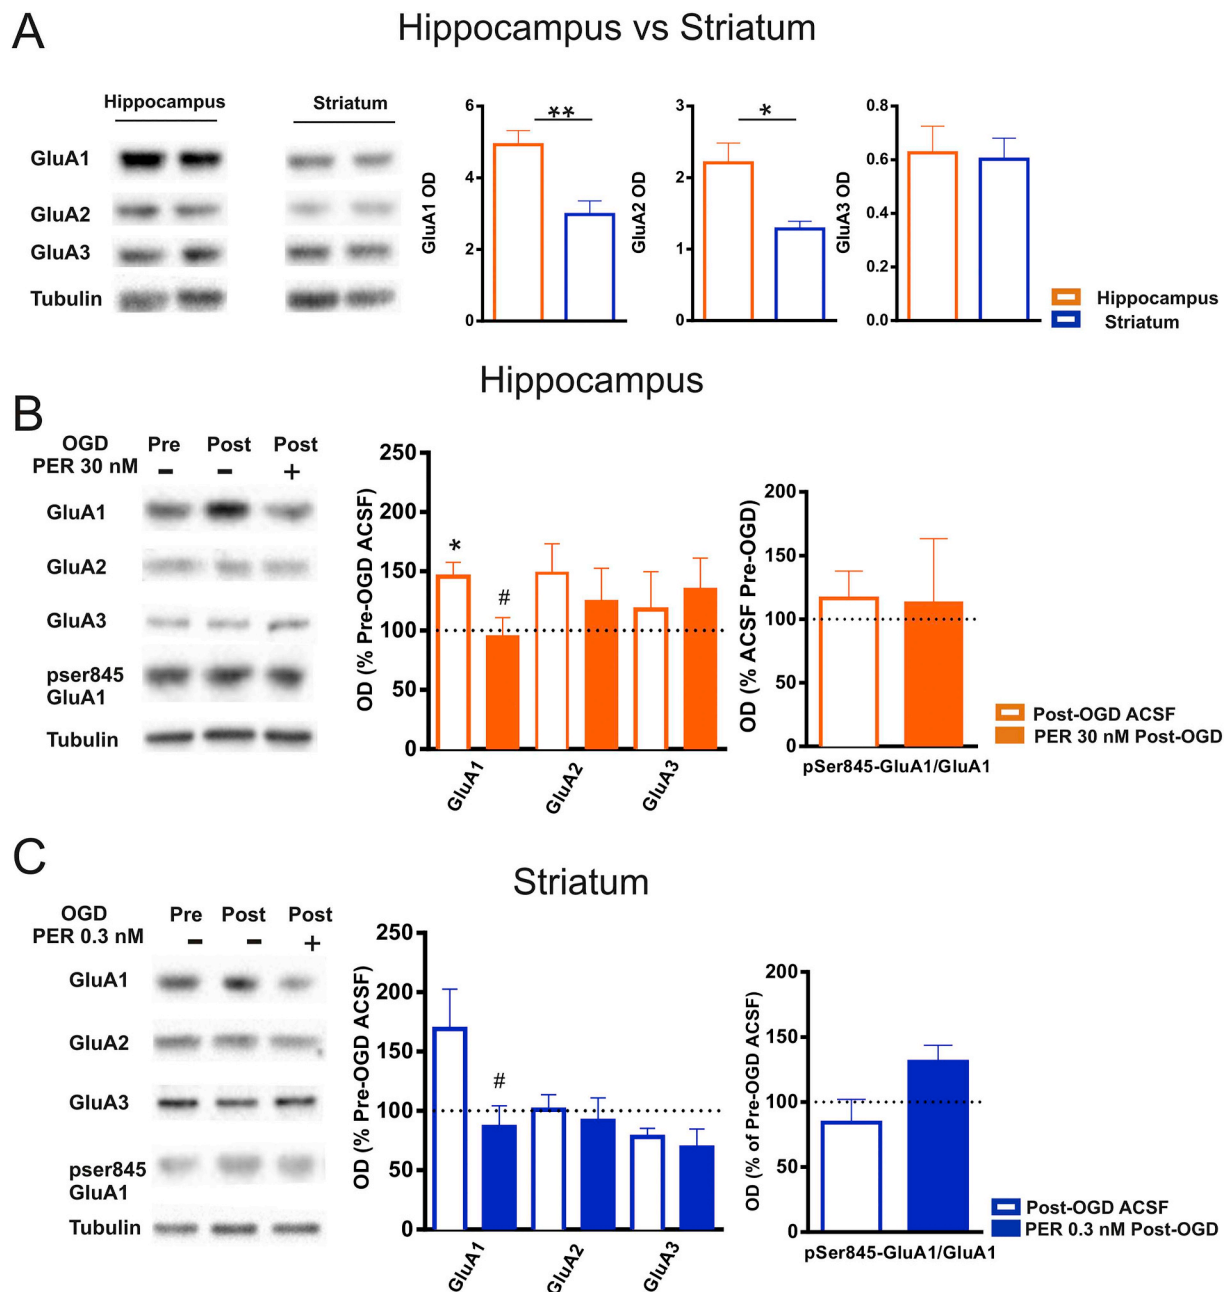 A
Hippocampus vs Striatum
Hippocampus
Striatum
GluA1
GluA2
GluA3
Tubulin
GluA1 OD
6
4
2
0
**
GluA2 OD
3
2
1
0
*
GluA3 OD
0.8
0.6
0.4
0.2
0.0
Hippocampus
Striatum
B
Hippocampus
OGD Pre Post Post
PER 30 nM - - +
GluA1
GluA2
GluA3
pser845
GluA1
Tubulin
OD (% Pre-OGD ACSF)
250
200
150
100
50
0
*
#
GluA1
GluA2
GluA3
OD (% ACSF Pre-OGD)
200
150
100
50
0
pSer845-GluA1/GluA1
Post-OGD ACSF
PER 30 nM Post-OGD
C
Striatum
OGD Pre Post Post
PER 0.3 nM - - +
GluA1
GluA2
GluA3
pser845
GluA1
Tubulin
OD (% Pre-OGD ACSF)
250
200
150
100
50
0
#
GluA1
GluA2
GluA3
OD (% of Pre-OGD ACSF)
200
150
100
50
0
pSer845-GluA1/GluA1
Post-OGD ACSF
PER 0.3 nM Post-OGD